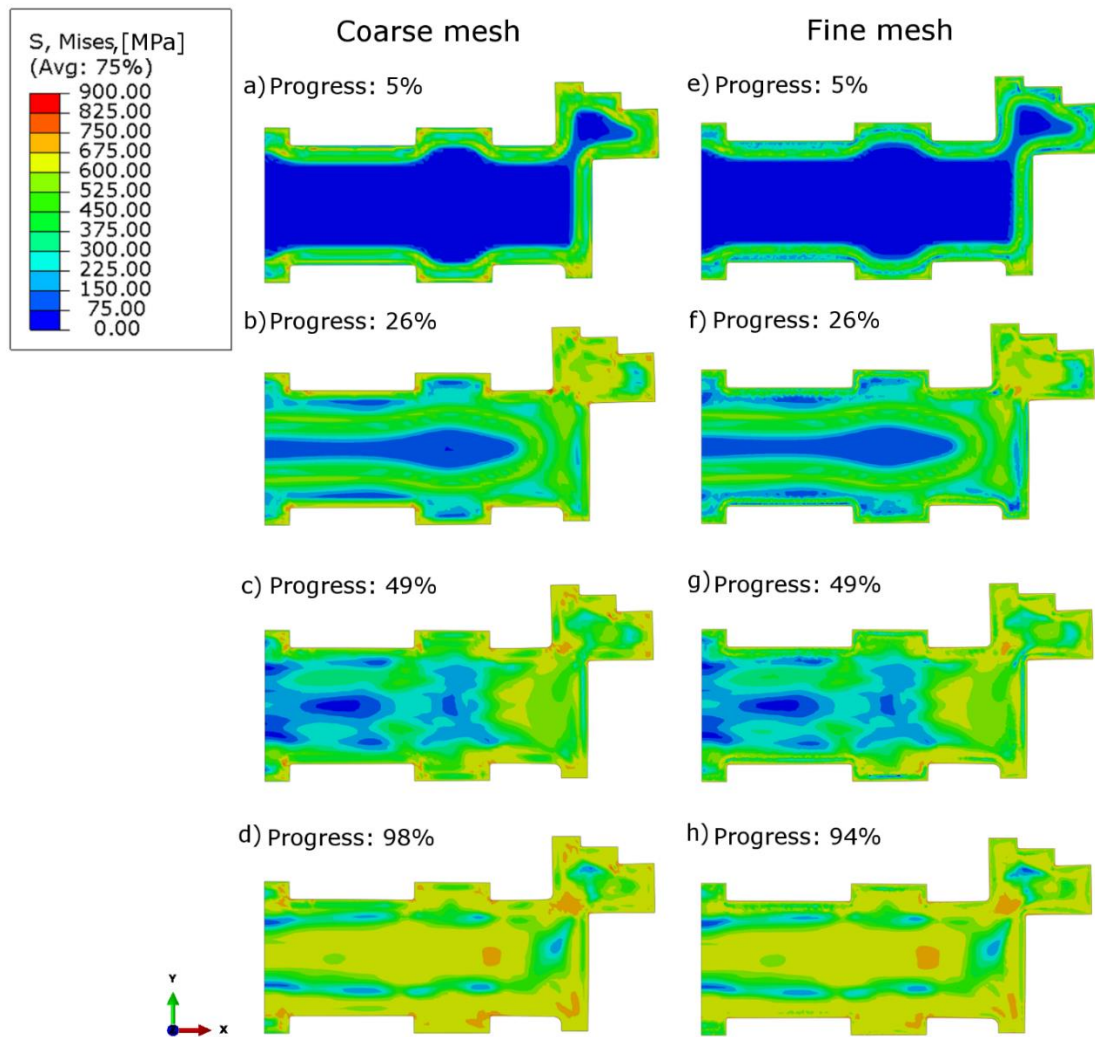 Coarse mesh
Fine mesh
S, Mises,[MPa]
(Avg: 75%)
900.00
825.00
750.00
675.00
600.00
525.00
450.00
375.00
300.00
225.00
150.00
75.00
0.00
a) Progress: 5%
e) Progress: 5%
b) Progress: 26%
f) Progress: 26%
c) Progress: 49%
g) Progress: 49%
d) Progress: 98%
h) Progress: 94%
Y
X